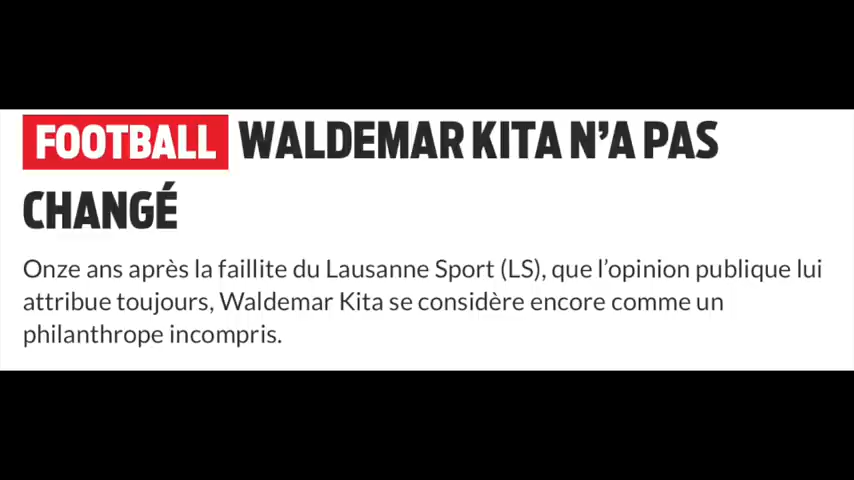 FOOTBALL WALDEMAR KITA N’A PAS
CHANGÉ
Onze ans après la faillite du Lausanne Sport (LS), que l’opinion publique lui
attribue toujours, Waldemar Kita se considère encore comme un
philanthrope incompris.